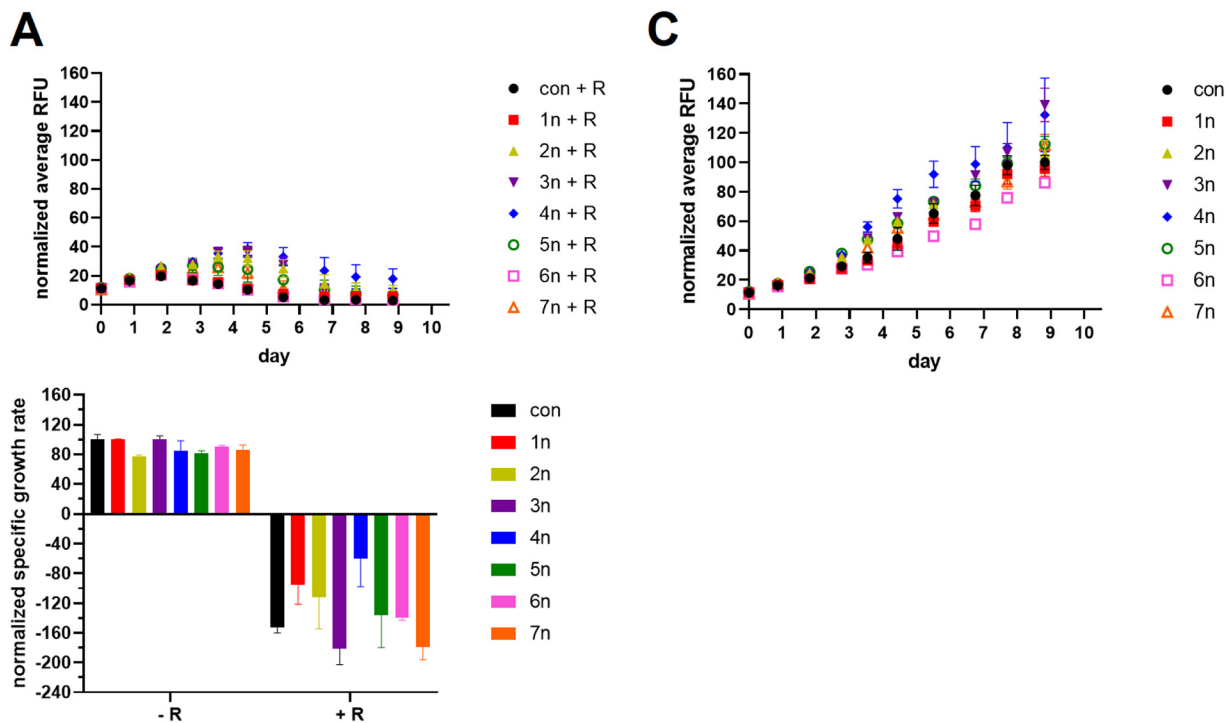 A
normalized average RFU
160
140
120
100
80
60
40
20
0
0 1 2 3 4 5 6 7 8 9 10
day
con + R
1n + R
2n + R
3n + R
4n + R
5n + R
6n + R
7n + R
C
normalized average RFU
160
140
120
100
80
60
40
20
0
0 1 2 3 4 5 6 7 8 9 10
day
con
1n
2n
3n
4n
5n
6n
7n
normalized specific growth rate
160
120
80
40
0
-40
-80
-120
-160
-200
-240
- R + R
con
1n
2n
3n
4n
5n
6n
7n